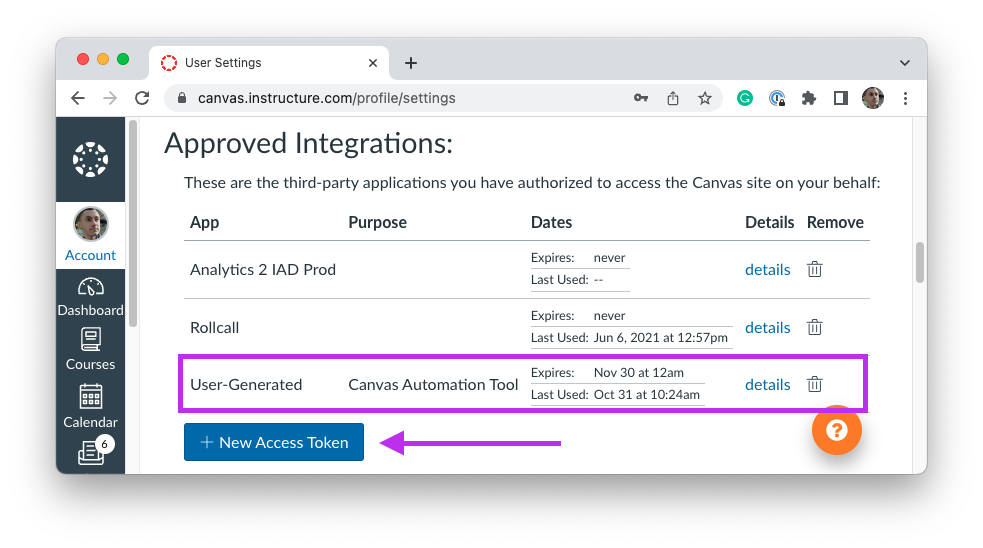 User Settings
canvas.instructure.com/profile/settings
Approved Integrations:
These are the third-party applications you have authorized to access the Canvas site on your behalf:
App Purpose Dates Details Remove
Analytics 2 IAD Prod Expires: never details
Last Used: --
Rollcall Expires: never details
Last Used: Jun 6, 2021 at 12:57pm
User-Generated Canvas Automation Tool Expires: Nov 30 at 12am details
Last Used: Oct 31 at 10:24am
+ New Access Token
?
Account
Dashboard
Courses
Calendar
6